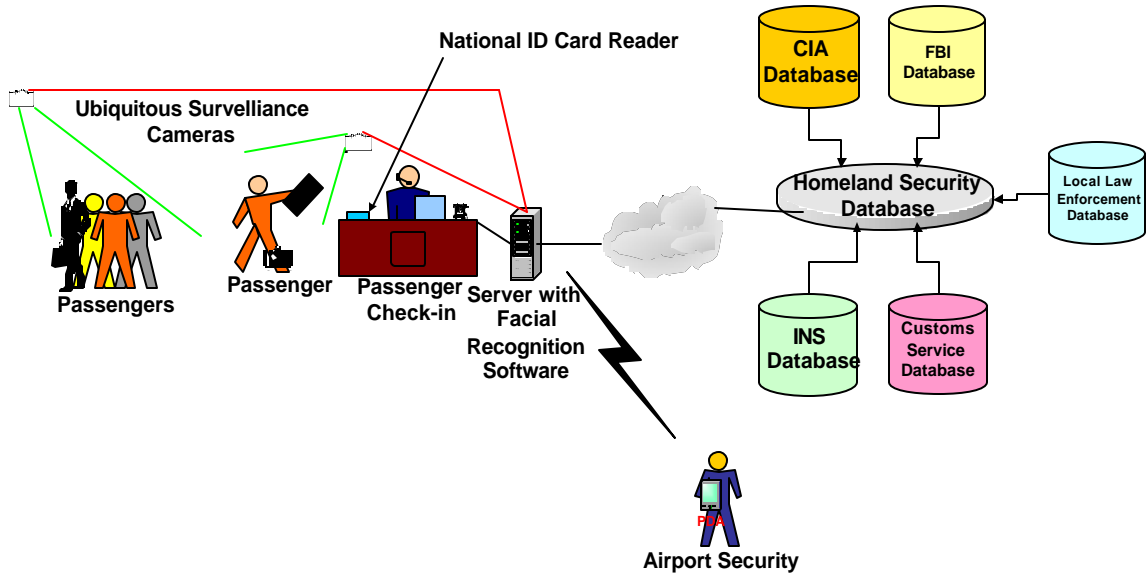 National ID Card Reader
Ubiquitous Survelliance
Cameras
Passengers
Passenger
Passenger
Check-in
Server with
Facial
Recognition
Software
CIA
Database
FBI
Database
Homeland Security
Database
Local Law
Enforcement
Database
INS
Database
Customs
Service
Database
PDA
Airport Security